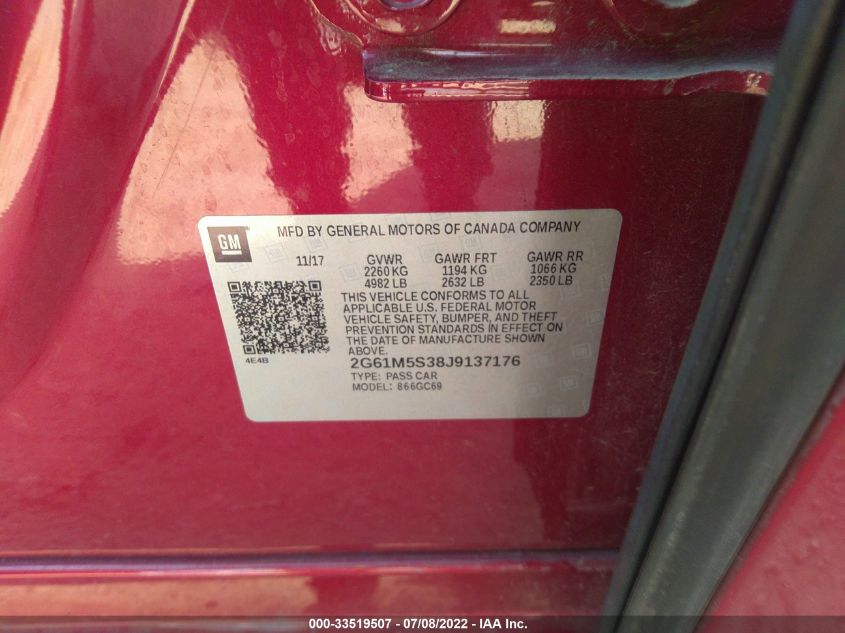 GM
MFD BY GENERAL MOTORS OF CANADA COMPANY
11/17 GVWR GAWR FRT GAWR RR
2260 KG 1194 KG 1066 KG
4982 LB 2632 LB 2350 LB
THIS VEHICLE CONFORMS TO ALL
APPLICABLE U.S. FEDERAL MOTOR
VEHICLE SAFETY, BUMPER, AND THEFT
PREVENTION STANDARDS IN EFFECT ON
THE DATE OF MANUFACTURE SHOWN
ABOVE.
4E4B
2G61M5S38J9137176
TYPE: PASS CAR
MODEL: 866GC69
000-33519507 - 07/08/2022 - 000-33519507